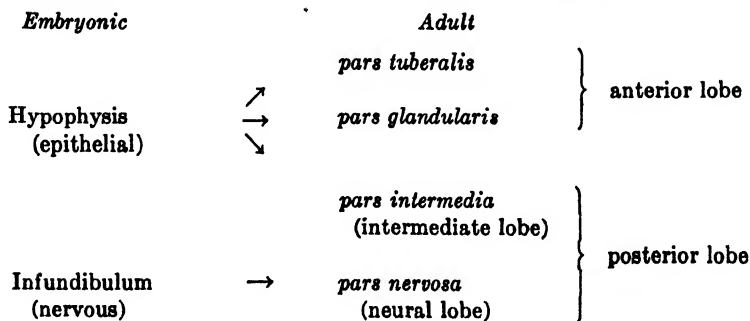 Embryonic Adult
pars tuberalis
anterior lobe
Hypophysis → pars glandularis
(epithelial)
pars intermedia
(intermediate lobe)
posterior lobe
Infundibulum → pars nervosa
(nervous) (neural lobe)